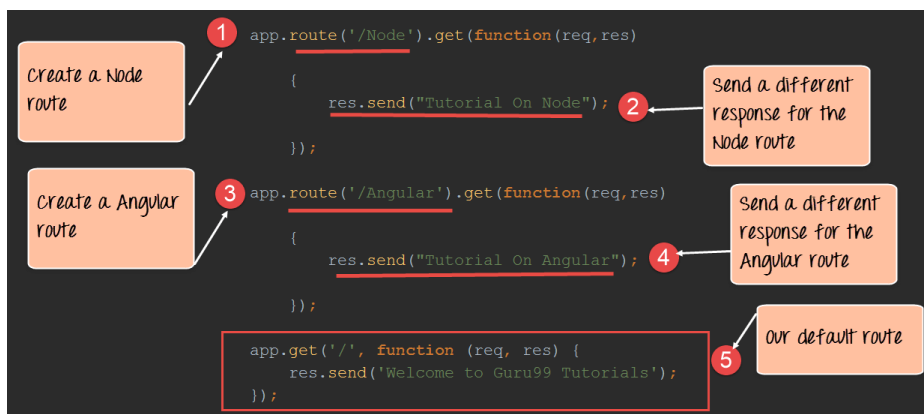 1
app.route('/Node').get(function(req,res)
Create a Node
route
{
res.send("Tutorial On Node");
2
Send a different
response for the
Node route
});
3
app.route('/Angular').get(function(req,res)
Create a Angular
route
{
res.send("Tutorial On Angular");
4
Send a different
response for the
Angular route
});
app.get('/', function (req, res) {
res.send('Welcome to Guru99 Tutorials');
});
5
Our default route